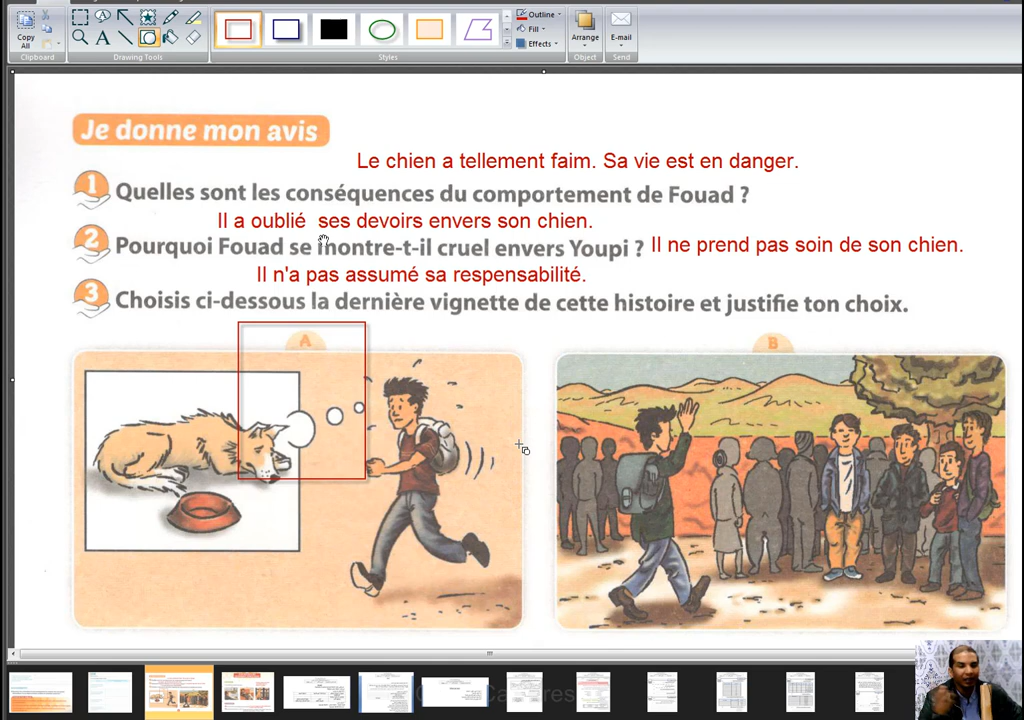 Copy
All
Clipboard
Drawing Tools
Styles
Outline
Fill
Effects
Arrange
Object
E-mail
Send
Je donne mon avis
Le chien a tellement faim. Sa vie est en danger.
1 Quelles sont les conséquences du comportement de Fouad ?
Il a oublié ses devoirs envers son chien.
2 Pourquoi Fouad se montre-t-il cruel envers Youpi ? Il ne prend pas soin de son chien.
Il n'a pas assumé sa respensabilité.
3 Choisis ci-dessous la dernière vignette de cette histoire et justifie ton choix.
A
B